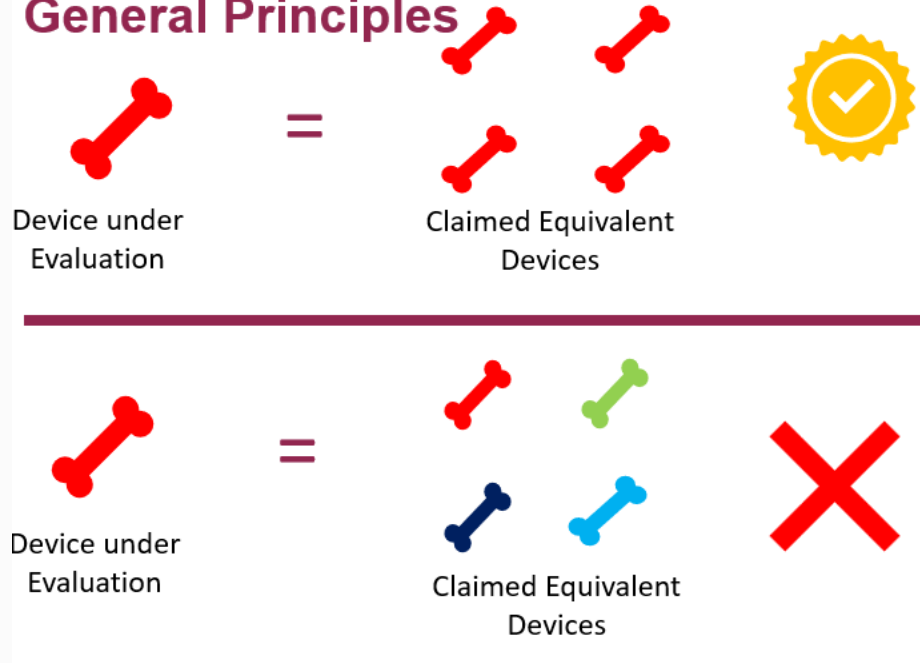 General Principles
=
Device under
Evaluation
Claimed Equivalent
Devices
=
Device under
Evaluation
Claimed Equivalent
Devices